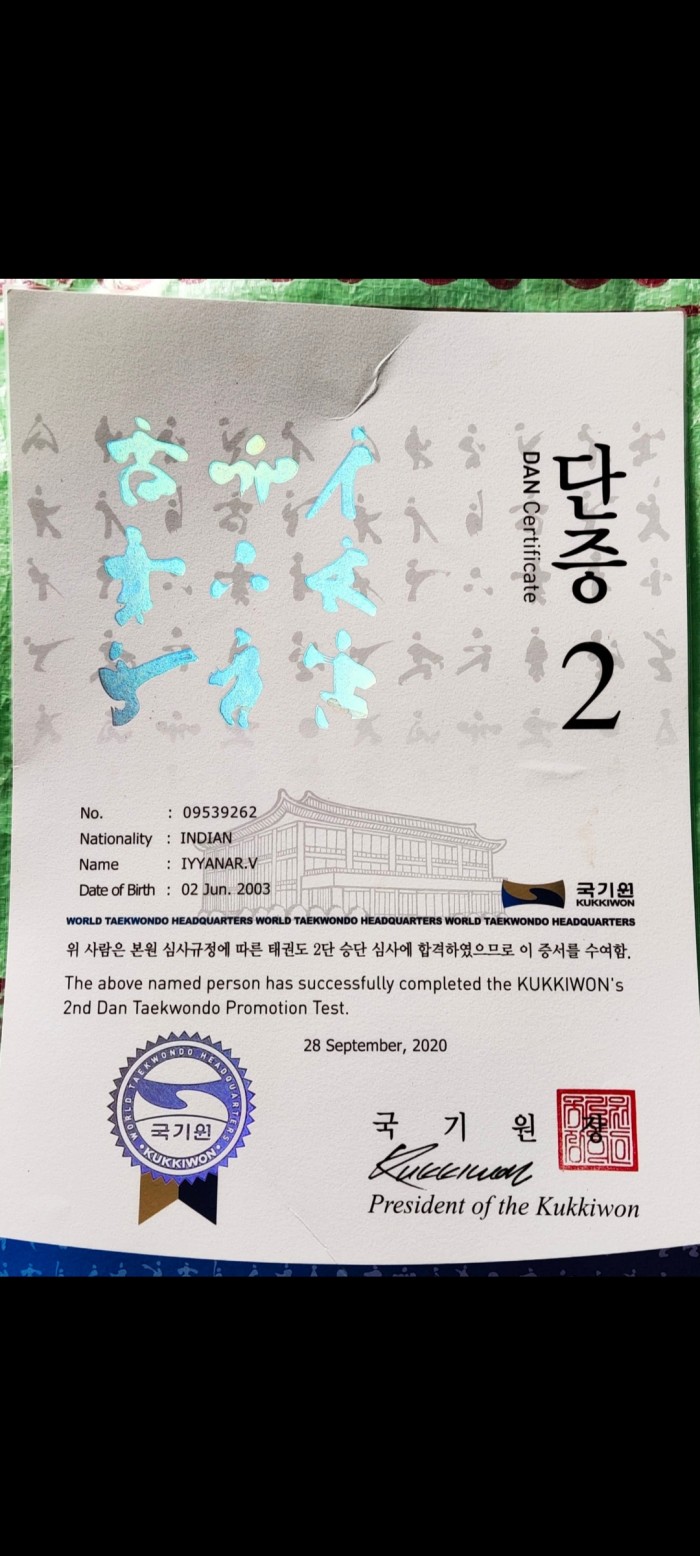 단증
DAN Certificate
2
No. : 09539262
Nationality : INDIAN
Name : IYYANAR.V
Date of Birth : 02 Jun. 2003
국기원
KUKKIWON
WORLD TAEKWONDO HEADQUARTERS WORLD TAEKWONDO HEADQUARTERS WORLD TAEKWONDO HEADQUARTERS
위 사람은 본원 심사규정에 따른 태권도 2단 승단 심사에 합격하였으므로 이 증서를 수여함.
The above named person has successfully completed the KUKKIWON's
2nd Dan Taekwondo Promotion Test.
28 September, 2020
WORLD TAEKWONDO HEADQUARTERS
국기원
• KUKKIWON •
국 기 원 장
Kukkiwon
President of the Kukkiwon